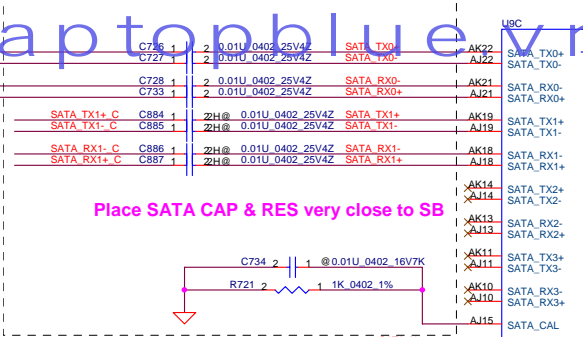 U9C
aptopblue.vn
C726 1 2 0.01U_0402_25V4Z SATA_TX0+ AK22 SATA_TX0+
C727 1 2 0.01U_0402_25V4Z SATA_TX0- AJ22 SATA_TX0-
C728 1 2 0.01U_0402_25V4Z SATA_RX0- AK21 SATA_RX0-
C733 1 2 0.01U_0402_25V4Z SATA_RX0+ AJ21 SATA_RX0+
SATA_TX1+_C C884 1 2 2H@ 0.01U_0402_25V4Z SATA_TX1+ AK19 SATA_TX1+
SATA_TX1-_C C885 1 2 2H@ 0.01U_0402_25V4Z SATA_TX1- AJ19 SATA_TX1-
SATA_RX1-_C C886 1 2 2H@ 0.01U_0402_25V4Z SATA_RX1- AK18 SATA_RX1-
SATA_RX1+_C C887 1 2 2H@ 0.01U_0402_25V4Z SATA_RX1+ AJ18 SATA_RX1+
AK14 SATA_TX2+
AJ14 SATA_TX2-
Place SATA CAP & RES very close to SB
AK13 SATA_RX2-
AJ13 SATA_RX2+
AK11 SATA_TX3+
AJ11 SATA_TX3-
C734 2 1 @ 0.01U_0402_16V7K
R721 2 1 1K_0402_1%
AK10 SATA_RX3-
AJ10 SATA_RX3+
AJ15 SATA_CAL